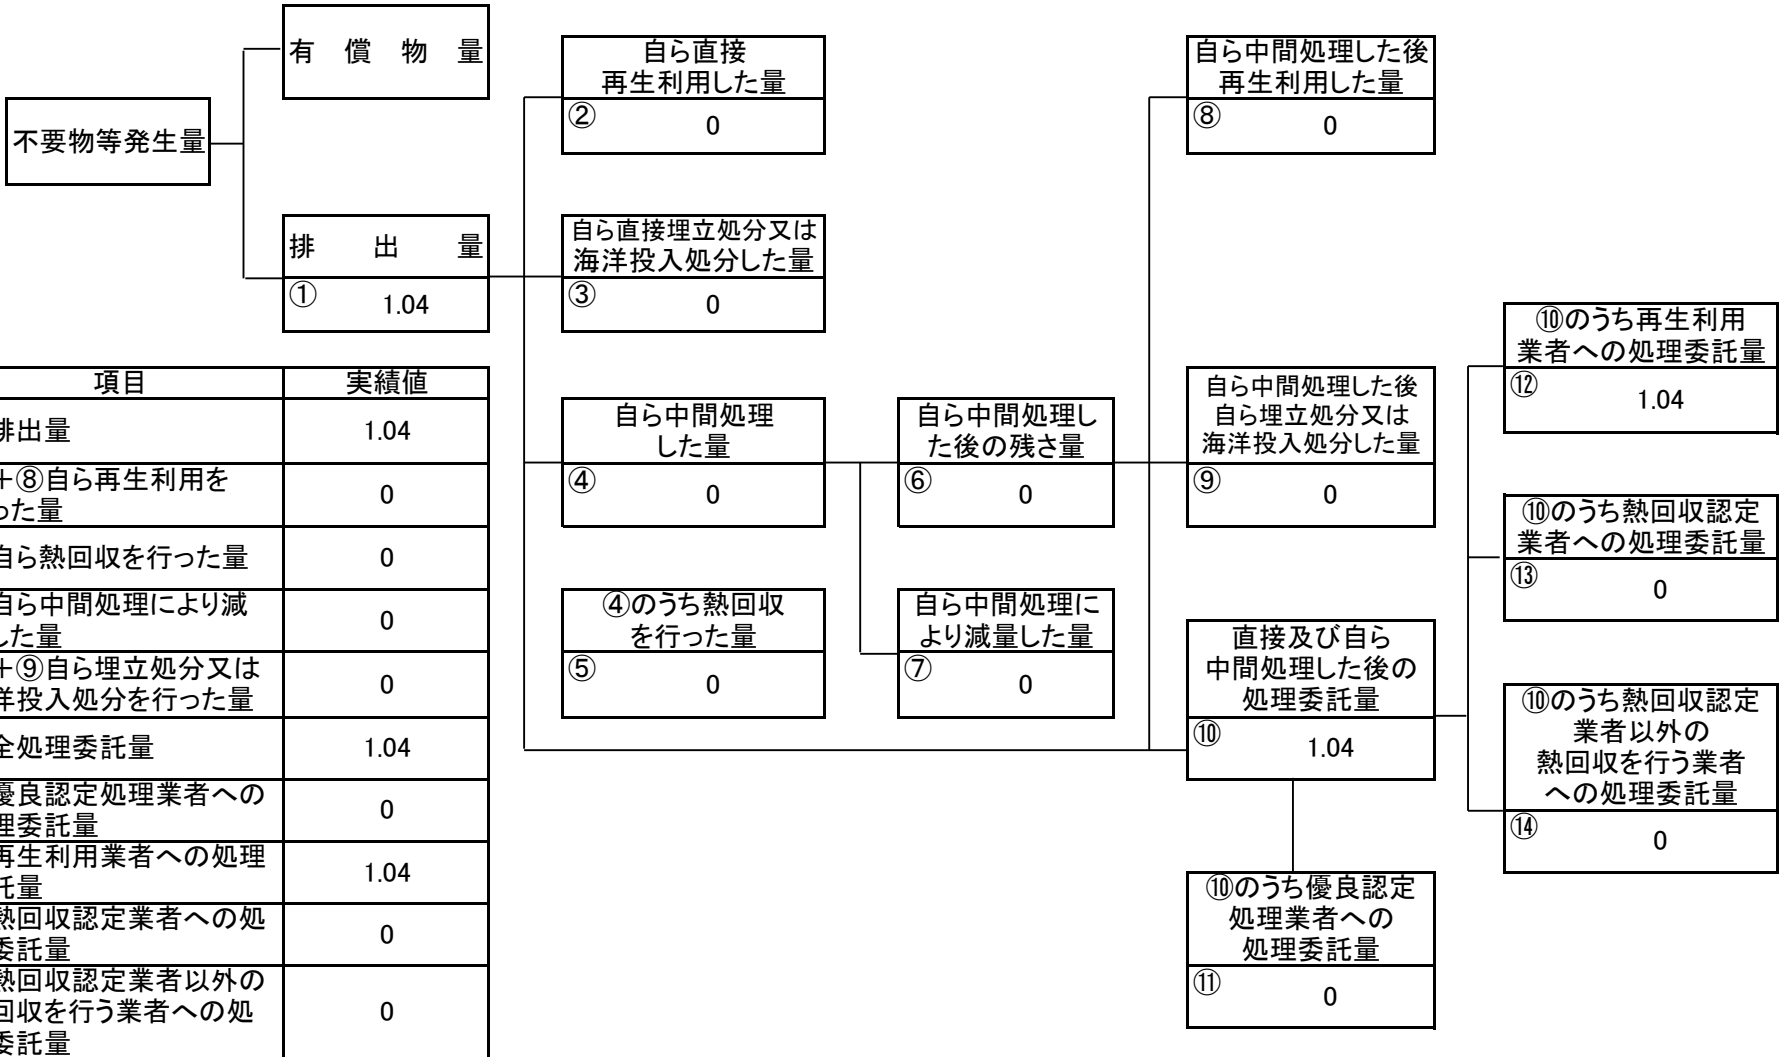 有償物量
不要物等発生量
排出量
① 1.04
自ら直接
再生利用した量
② 0
自ら直接埋立処分又は
海洋投入処分した量
③ 0
自ら中間処理
した量
④ 0
④のうち熱回収
を行った量
⑤ 0
自ら中間処理し
た後の残さ量
⑥ 0
自ら中間処理に
より減量した量
⑦ 0
自ら中間処理した後
再生利用した量
⑧ 0
自ら中間処理した後
自ら埋立処分又は
海洋投入処分した量
⑨ 0
直接及び自ら
中間処理した後の
処理委託量
⑩ 1.04
⑩のうち優良認定
処理業者への
処理委託量
⑪ 0
⑩のうち再生利用
業者への処理委託量
⑫ 1.04
⑩のうち熱回収認定
業者への処理委託量
⑬ 0
⑩のうち熱回収認定
業者以外の
熱回収を行う業者
への処理委託量
⑭ 0
項目 実績値
排出量 1.04
+⑧自ら再生利用を
った量 0
自ら熱回収を行った量 0
自ら中間処理により減
した量 0
+⑨自ら埋立処分又は
洋投入処分を行った量 0
全処理委託量 1.04
優良認定処理業者への
理委託量 0
再生利用業者への処理
託量 1.04
熱回収認定業者への処
委託量 0
熱回収認定業者以外の
回収を行う業者への処
委託量 0